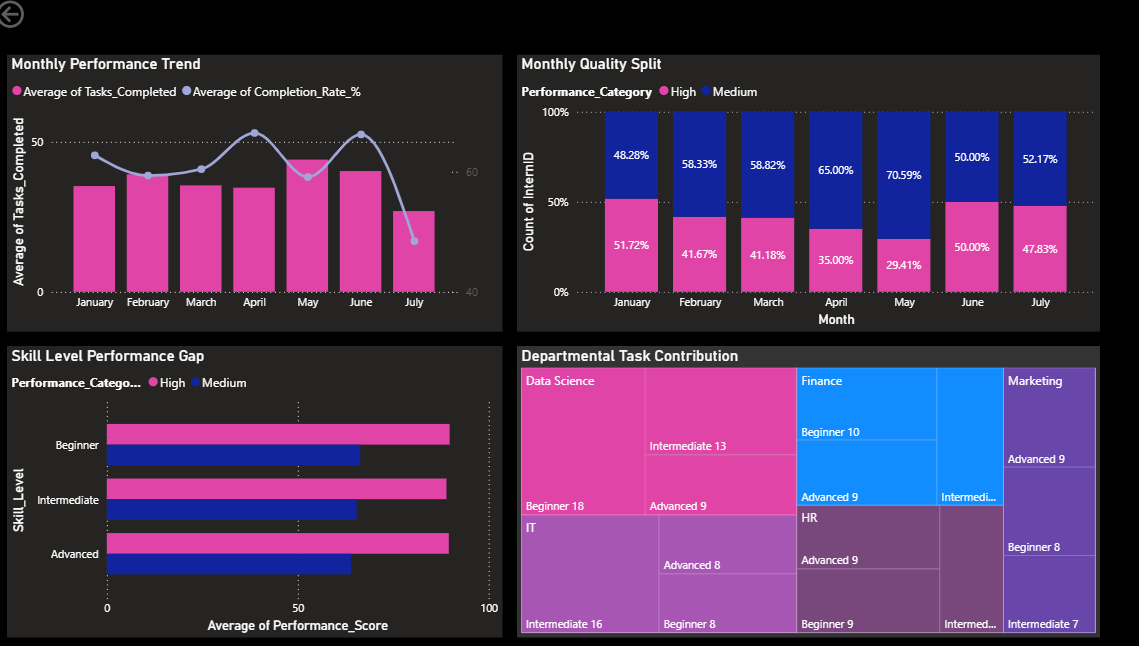 Monthly Performance Trend
Average of Tasks_Completed Average of Completion_Rate_%
Average of Tasks_Completed
50
0
60
40
January February March April May June July
Monthly Quality Split
Performance_Category High Medium
Count of InternID
100%
50%
0%
48.28% 58.33% 58.82% 65.00% 70.59% 50.00% 52.17%
51.72% 41.67% 41.18% 35.00% 29.41% 50.00% 47.83%
January February March April May June July
Month
Skill Level Performance Gap
Performance_Catego... High Medium
Skill_Level
Beginner
Intermediate
Advanced
0 50 100
Average of Performance_Score
Departmental Task Contribution
Data Science
Beginner 18
Intermediate 13
Advanced 9
IT
Intermediate 16
Advanced 8
Beginner 8
Finance
Beginner 10
Advanced 9
Intermedi...
HR
Advanced 9
Beginner 9
Intermed...
Marketing
Advanced 9
Beginner 8
Intermediate 7